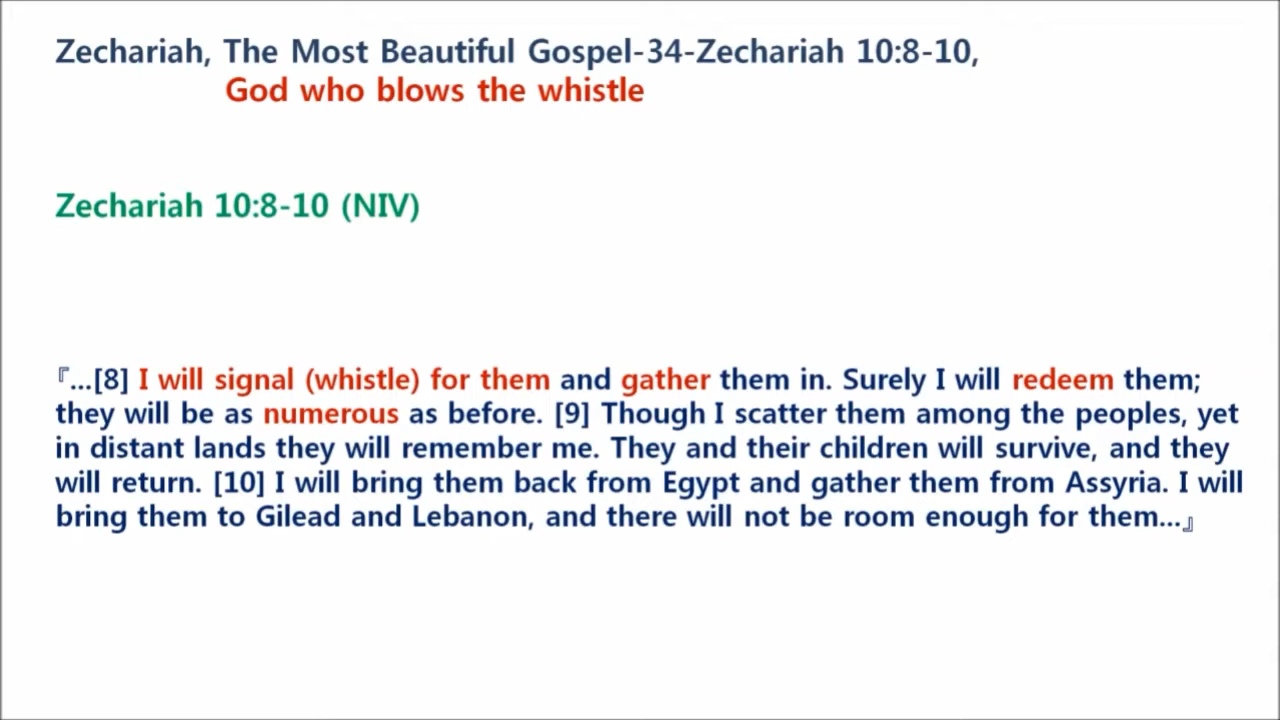 Zechariah, The Most Beautiful Gospel-34-Zechariah 10:8-10,
God who blows the whistle
Zechariah 10:8-10 (NIV)
『...[8] I will signal (whistle) for them and gather them in. Surely I will redeem them;
they will be as numerous as before. [9] Though I scatter them among the peoples, yet
in distant lands they will remember me. They and their children will survive, and they
will return. [10] I will bring them back from Egypt and gather them from Assyria. I will
bring them to Gilead and Lebanon, and there will not be room enough for them...』